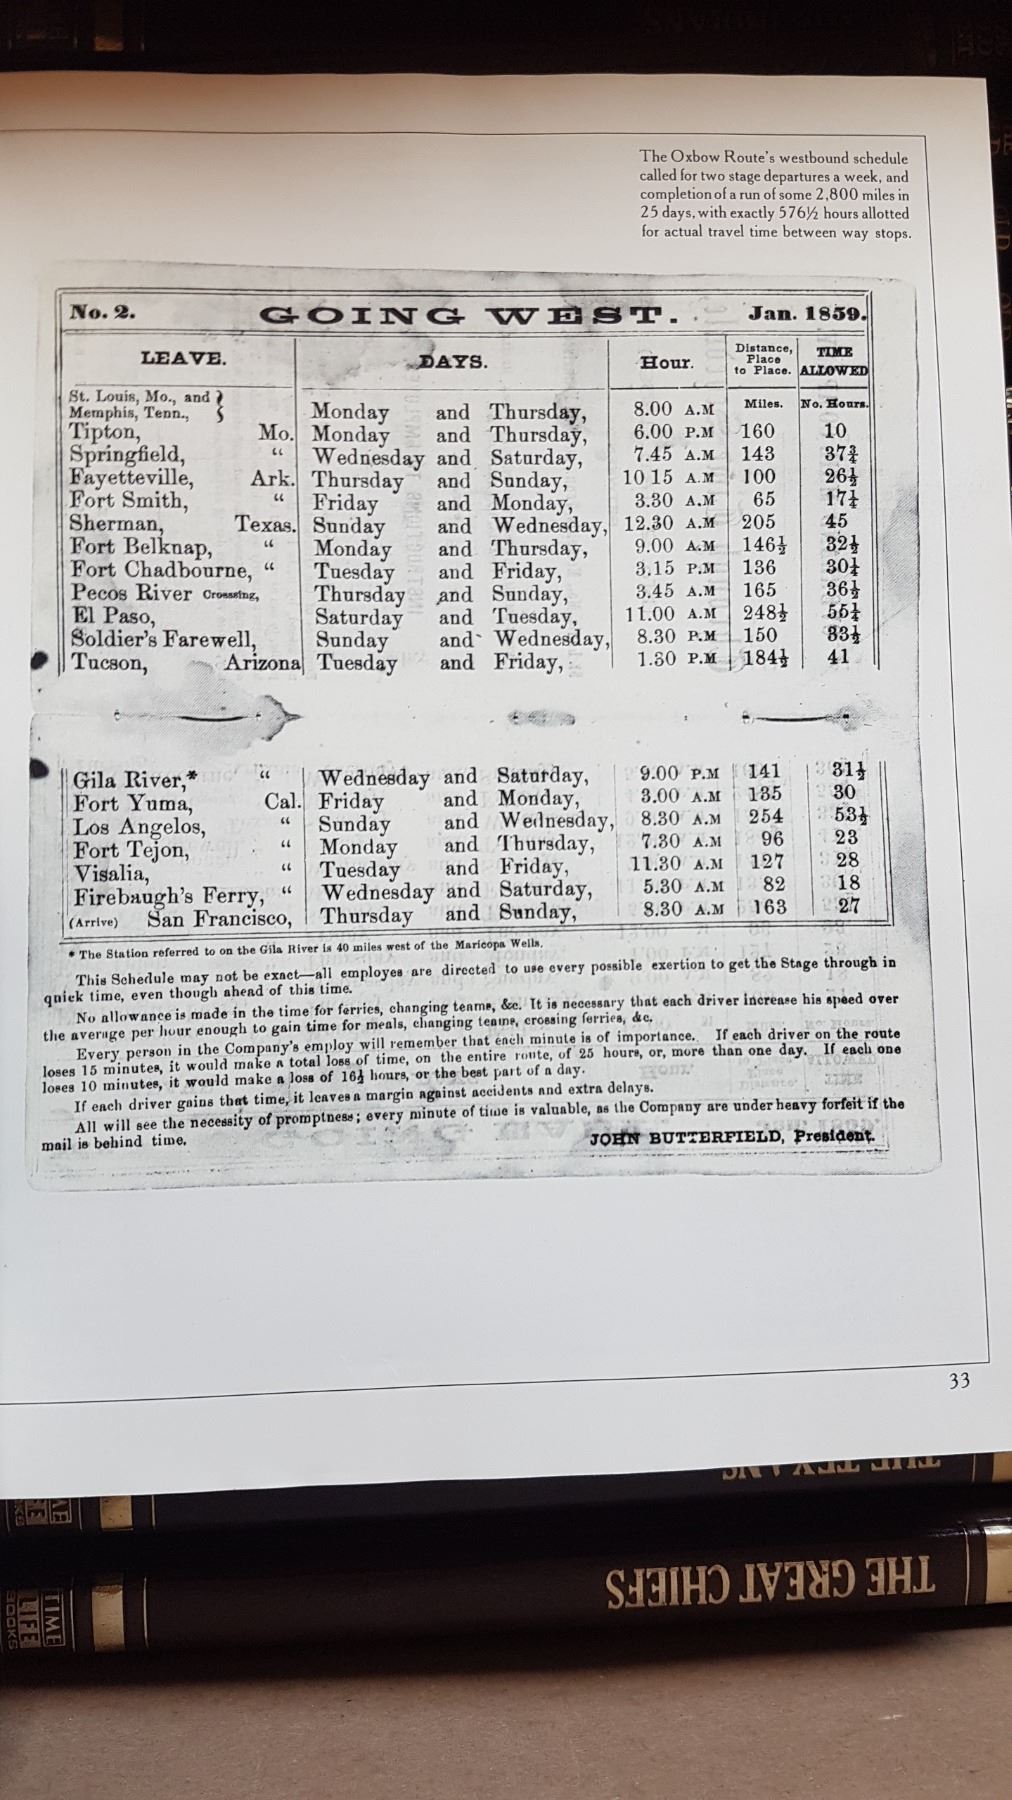 The Oxbow Route's westbound schedule
called for two stage departures a week, and
completion of a run of some 2,800 miles in
25 days, with exactly 576½ hours allotted
for actual travel time between way stops.
No. 2. GOING WEST. Jan. 1859.
LEAVE. DAYS. Hour. Distance, Place to Place. TIME ALLOWED
Miles. No. Hours.
St. Louis, Mo., and
Memphis, Tenn., } Monday and Thursday, 8.00 A.M
Tipton, Mo. Monday and Thursday, 6.00 P.M 160 10
Springfield, " Wednesday and Saturday, 7.45 A.M 143 37¾
Fayetteville, Ark. Thursday and Sunday, 10 15 A.M 100 26½
Fort Smith, " Friday and Monday, 3.30 A.M 65 17¼
Sherman, Texas. Sunday and Wednesday, 12.30 A.M 205 45
Fort Belknap, " Monday and Thursday, 9.00 A.M 146½ 32½
Fort Chadbourne, " Tuesday and Friday, 3.15 P.M 136 30¼
Pecos River Crossing, Thursday and Sunday, 3.45 A.M 165 36½
El Paso, Saturday and Tuesday, 11.00 A.M 248½ 55¼
Soldier's Farewell, Sunday and Wednesday, 8.30 P.M 150 33½
Tucson, Arizona Tuesday and Friday, 1.30 P.M 184½ 41
Gila River,* " Wednesday and Saturday, 9.00 P.M 141 31½
Fort Yuma, Cal. Friday and Monday, 3.00 A.M 135 30
Los Angelos, " Sunday and Wednesday, 8.30 A.M 254 53½
Fort Tejon, " Monday and Thursday, 7.30 A.M 96 23
Visalia, " Tuesday and Friday, 11.30 A.M 127 28
Firebaugh's Ferry, " Wednesday and Saturday, 5.30 A.M 82 18
(Arrive) San Francisco, Thursday and Sunday, 8.30 A.M 163 27
* The Station referred to on the Gila River is 40 miles west of the Maricopa Wells.
This Schedule may not be exact—all employes are directed to use every possible exertion to get the Stage through in
quick time, even though ahead of this time.
No allowance is made in the time for ferries, changing teams, &c. It is necessary that each driver increase his speed over
the average per hour enough to gain time for meals, changing teams, crossing ferries, &c.
Every person in the Company's employ will remember that each minute is of importance. If each driver on the route
loses 15 minutes, it would make a total loss of time, on the entire route, of 25 hours, or, more than one day. If each one
loses 10 minutes, it would make a loss of 16½ hours, or the best part of a day.
If each driver gains that time, it leaves a margin against accidents and extra delays.
All will see the necessity of promptness; every minute of time is valuable, as the Company are under heavy forfeit if the
mail is behind time.
JOHN BUTTERFIELD, President.
33
THE TEXANS
THE GREAT CHIEFS
TIME
LIFE
BOOKS